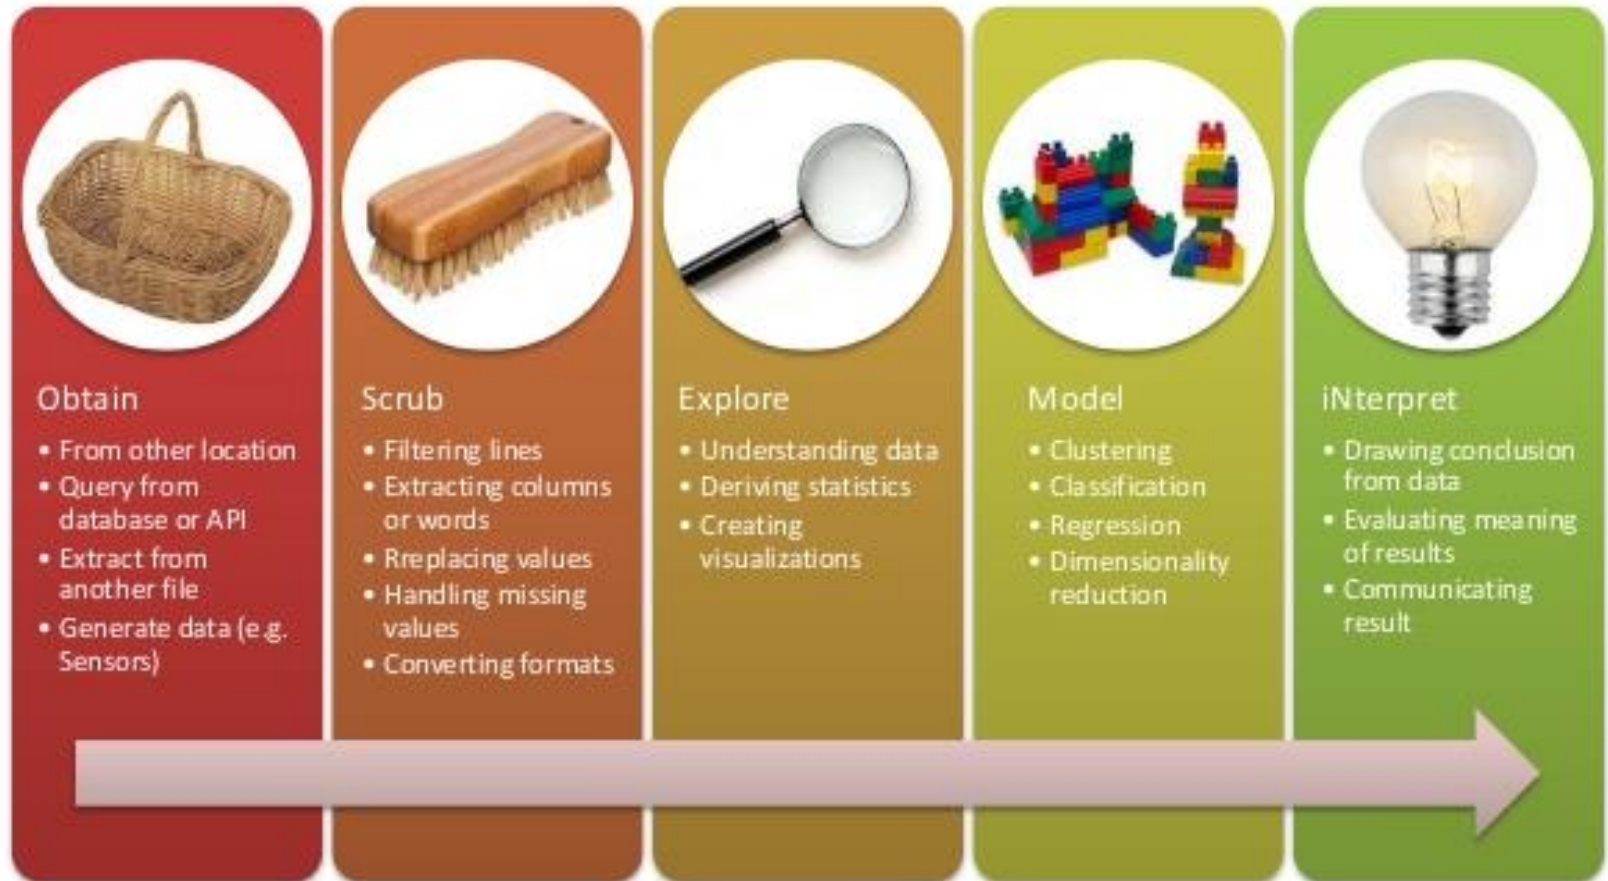 Obtain
• From other location
• Query from
database or API
• Extract from
another file
• Generate data (e.g.
Sensors)
Scrub
• Filtering lines
• Extracting columns
or words
• Rreplacing values
• Handling missing
values
• Converting formats
Explore
• Understanding data
• Deriving statistics
• Creating
visualizations
Model
• Clustering
• Classification
• Regression
• Dimensionality
reduction
iNterpret
• Drawing conclusion
from data
• Evaluating meaning
of results
• Communicating
result